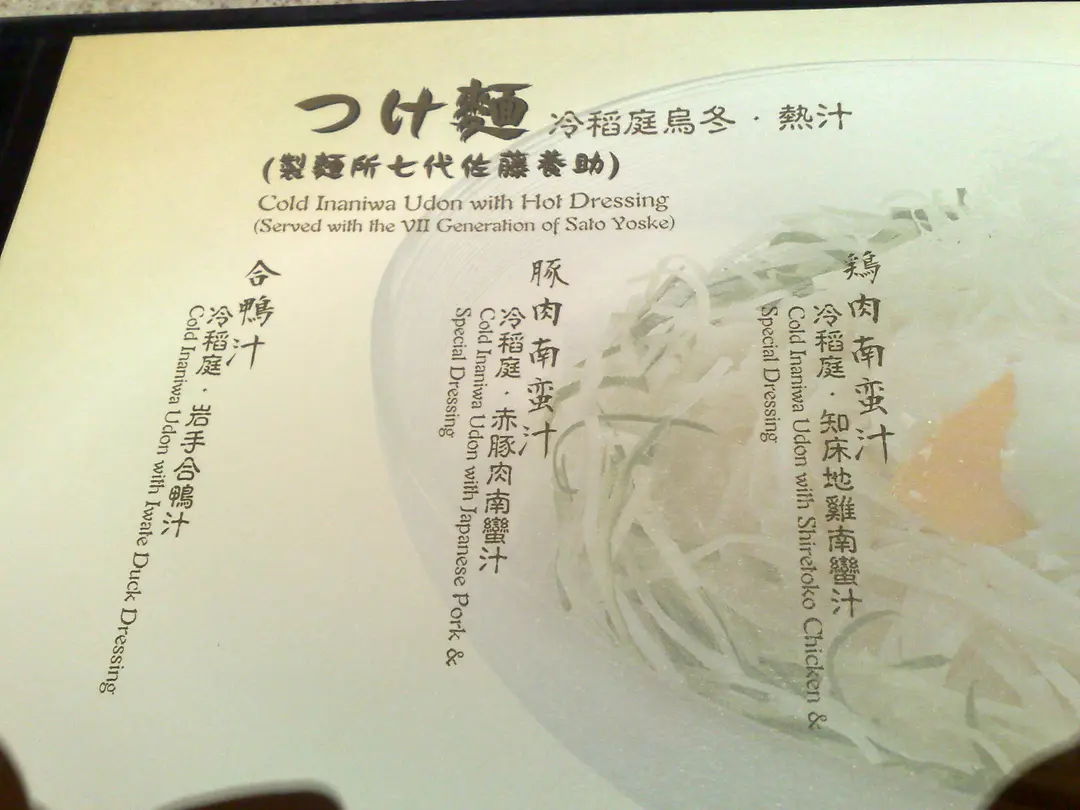 つけ麵 冷稻庭烏冬・熱汁
(製麵所七代佐藤養助)
Cold Inaniwa Udon with Hot Dressing
(Served with the VII Generation of Sato Yoske)
鶏肉南蛮汁
冷稻庭・知床地雞南蠻汁
Cold Inaniwa Udon with Shiretoko Chicken &
Special Dressing
豚肉南蛮汁
冷稻庭・赤豚肉南蠻汁
Cold Inaniwa Udon with Japanese Pork &
Special Dressing
合鴨汁
冷稻庭・岩手合鴨汁
Cold Inaniwa Udon with Iwate Duck Dressing